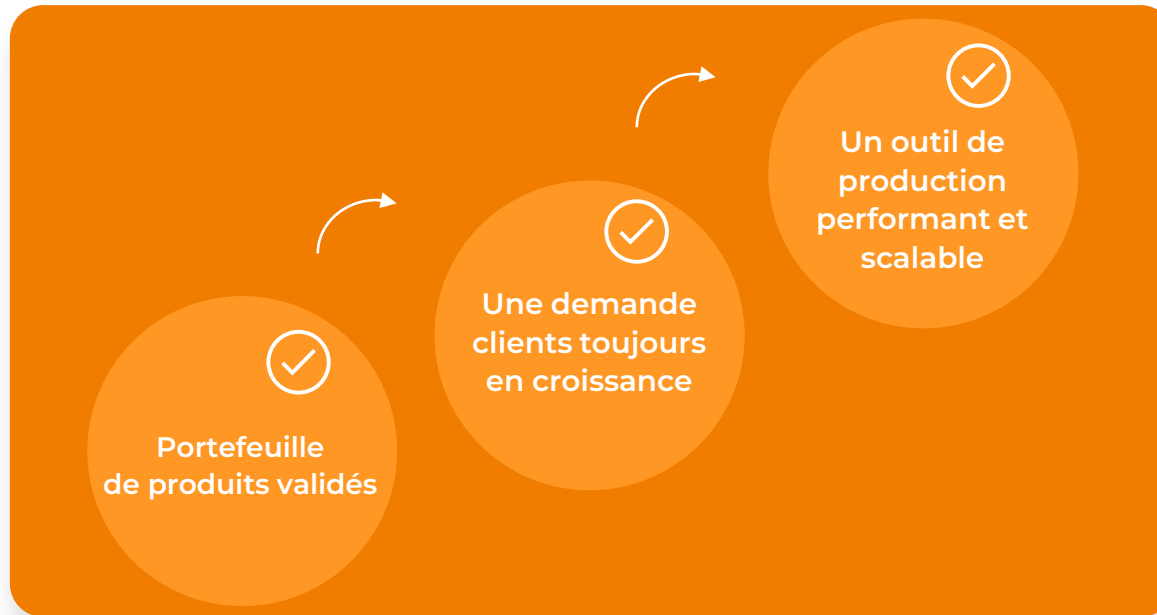 Portefeuille
de produits validés
Une demande
clients toujours
en croissance
Un outil de
production
performant et
scalable